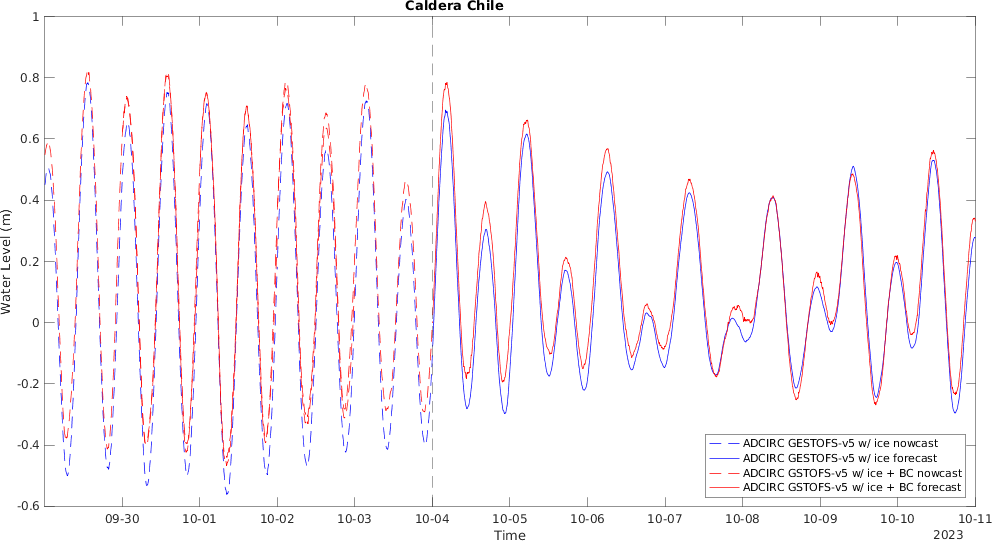 Caldera Chile
1
0.8
0.6
0.4
0.2
0
-0.2
-0.4
-0.6
Water Level (m)
09-30 10-01 10-02 10-03 10-04 10-05 10-06 10-07 10-08 10-09 10-10 10-11
Time
2023
ADCIRC GESTOFS-v5 w/ ice nowcast
ADCIRC GESTOFS-v5 w/ ice forecast
ADCIRC GSTOFS-v5 w/ ice + BC nowcast
ADCIRC GSTOFS-v5 w/ ice + BC forecast